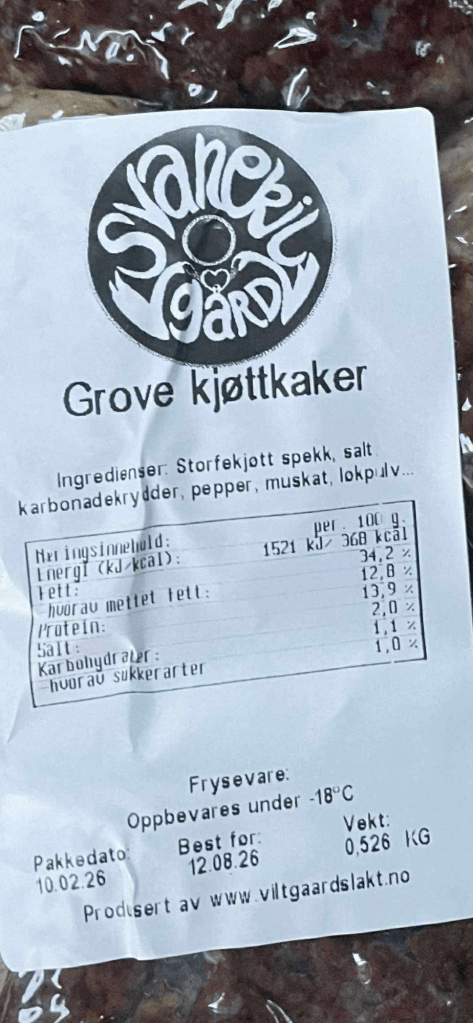 Svanekil
gård
Grove kjøttkaker
Ingredienser: Storfekjøtt spekk, salt
karbonadekrydder, pepper, muskat, løkpulv...
Næringsinnehold:
per. 100 g.
Energi (kJ/kcal): 1521 kJ/ 368 kcal
Fett: 34,2 %
hvorav mettet fett: 12,8 %
Protein: 13,9 %
Salt: 2,0 %
Karbohydrater: 1,1 %
hvorav sukkerarter 1,0 %
Frysevare:
Oppbevares under -18°C
Pakkedato: Best før: Vekt:
10.02.26 12.08.26 0,526 KG
Produsert av www.viltgaardslakt.no